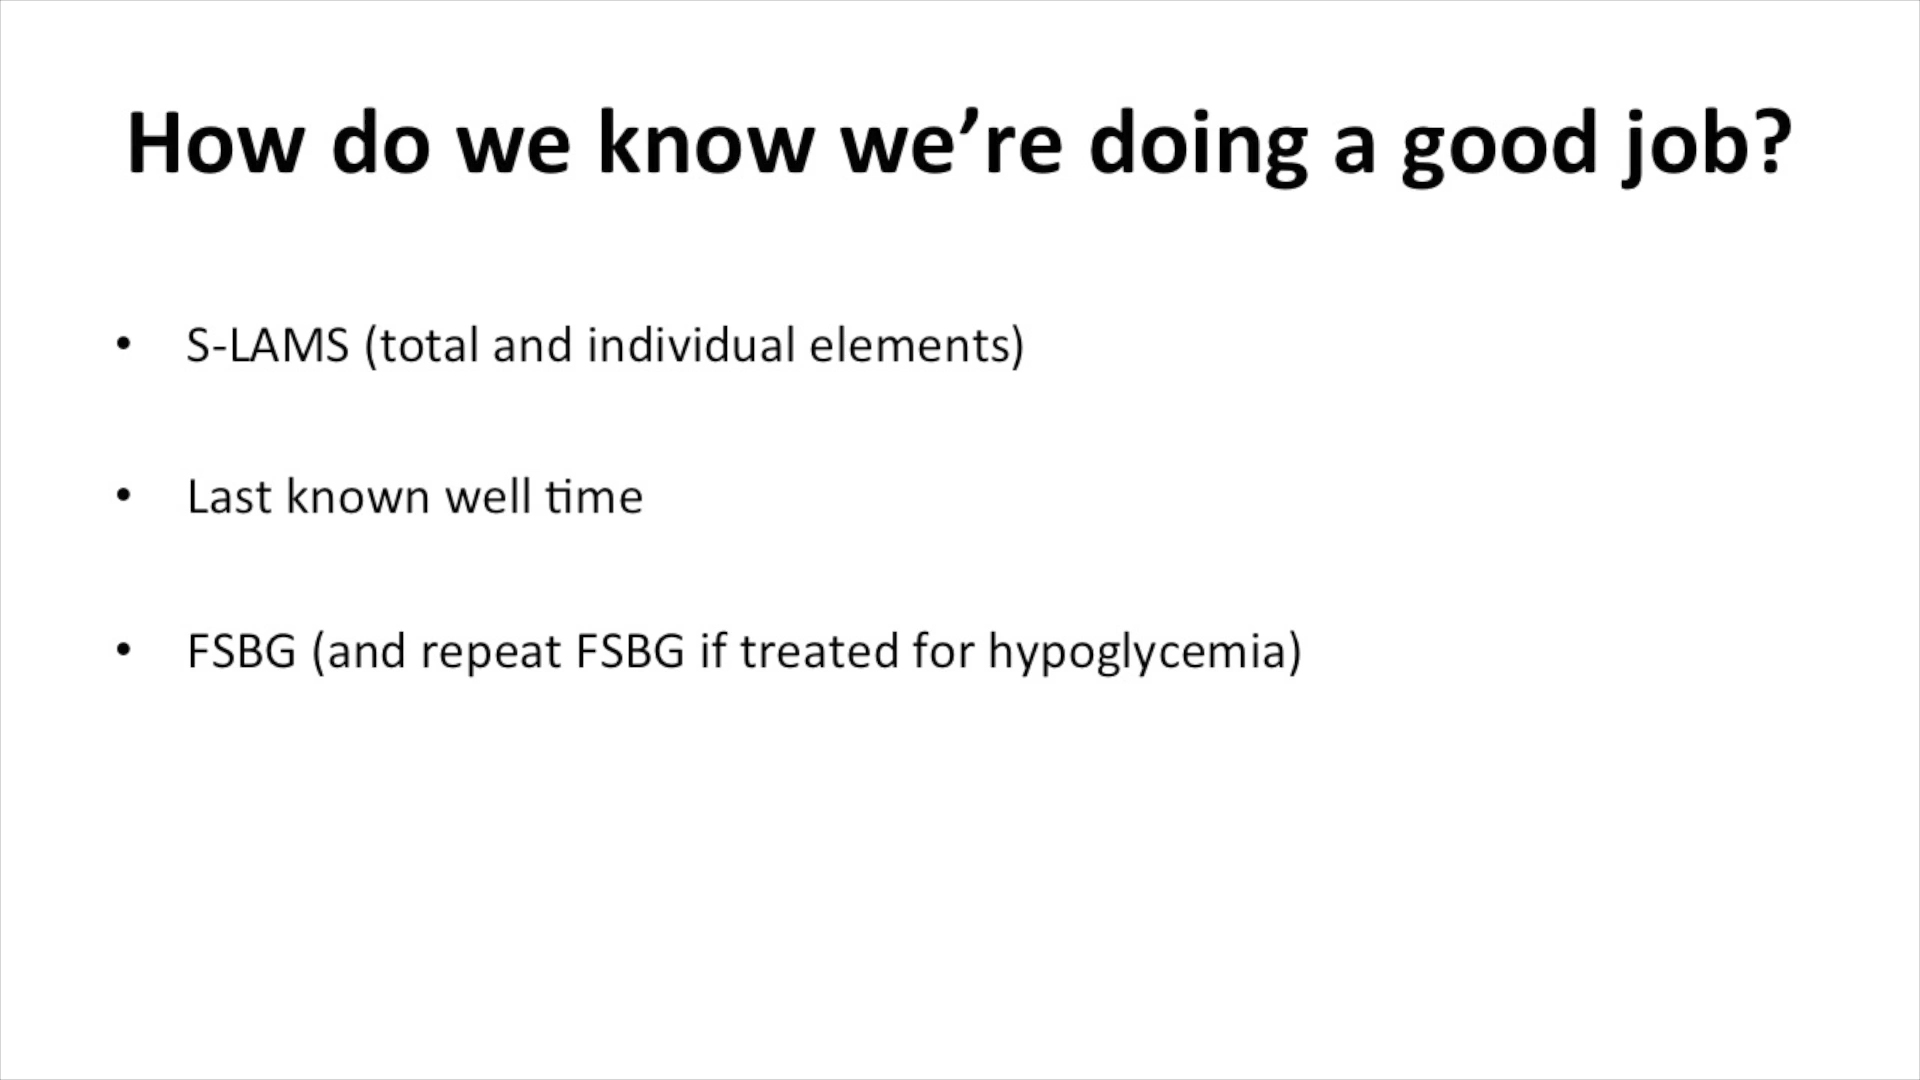 How do we know we’re doing a good job?
• S-LAMS (total and individual elements)
• Last known well time
• FSBG (and repeat FSBG if treated for hypoglycemia)